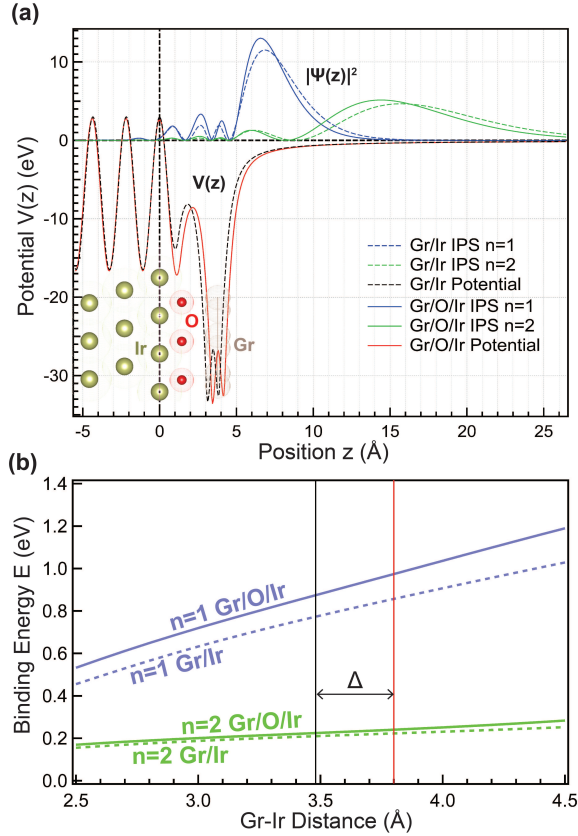 (a)
10
0
-10
-20
-30
Potential V(z) (eV)
|Ψ(z)|²
V(z)
Gr/Ir IPS n=1
Gr/Ir IPS n=2
Gr/Ir Potential
Gr/O/Ir IPS n=1
Gr/O/Ir IPS n=2
Gr/O/Ir Potential
O
Ir
Gr
-5 0 5 10 15 20 25
Position z (Å)
(b)
1.4
1.2
1.0
0.8
0.6
0.4
0.2
0.0
Binding Energy E (eV)
n=1 Gr/O/Ir
n=1 Gr/Ir
Δ
n=2 Gr/O/Ir
n=2 Gr/Ir
2.5 3.0 3.5 4.0 4.5
Gr-Ir Distance (Å)